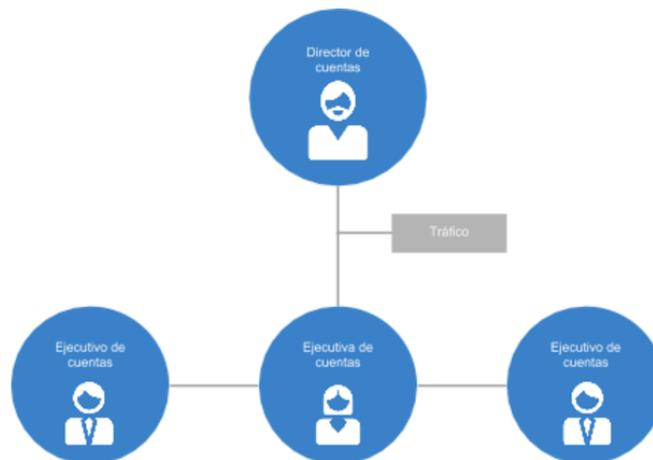 Director de
cuentas
Tráfico
Ejecutivo de
cuentas
Ejecutiva de
cuentas
Ejecutivo de
cuentas